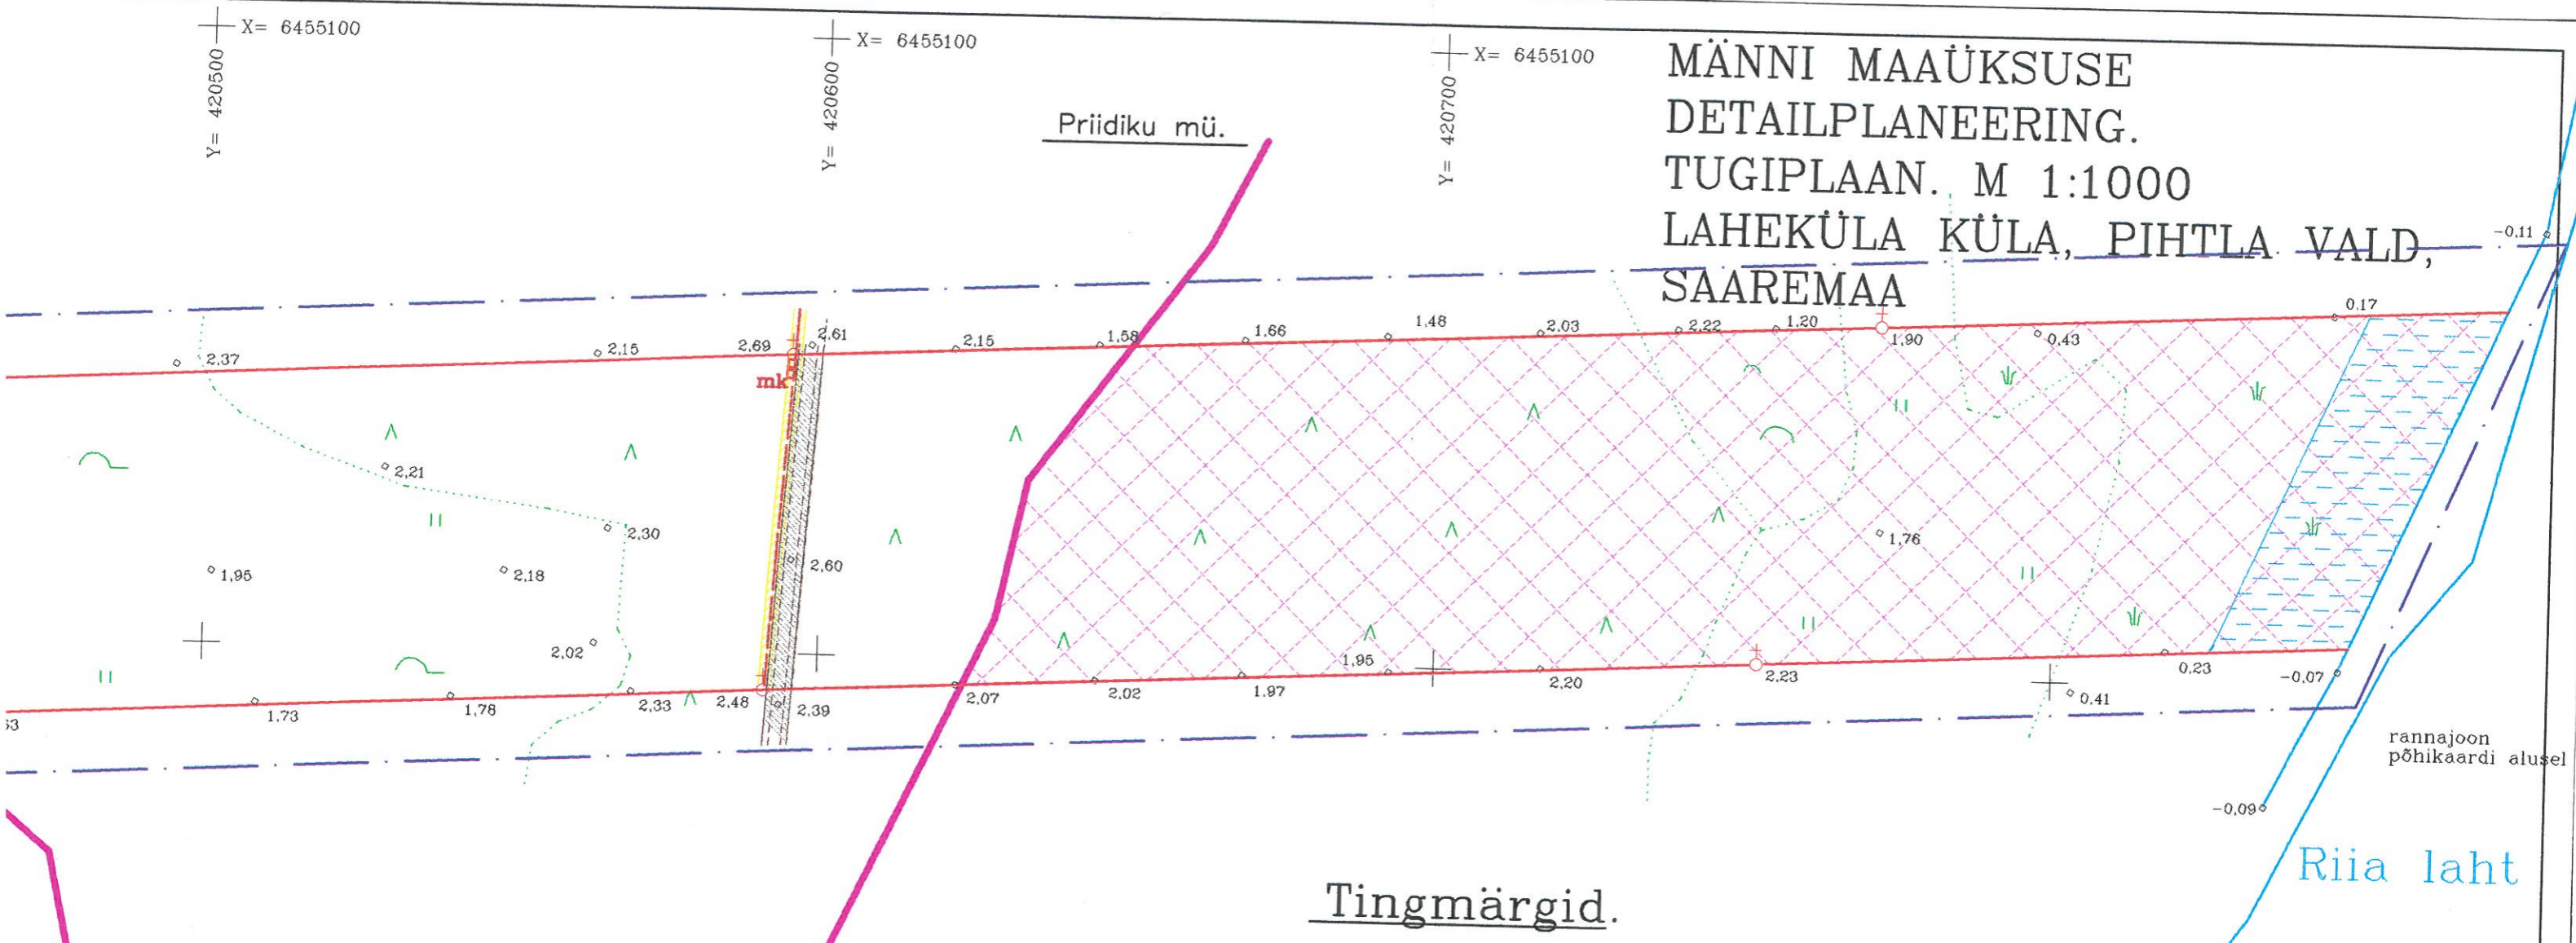 X= 6455100
X= 6455100
X= 6455100
Y= 420500
Y= 420600
Y= 420700
MÄNNI MAAÜKSUSE
DETAILPLANEERING.
TUGIPLAAN. M 1:1000
LAHEKÜLA KÜLA, PIHTLA VALD,
SAAREMAA
Priidiku mü.
-0,11
0.17
2,37
2,15
2,69
2,61
2,15
1,58
1.66
1.48
2,03
2,22
1,20
1,90
0,43
mk
2,21
2,30
2,60
1,76
1,95
2,18
2,02
1,95
63
1,73
1,78
2,33
2,48
2,39
2,07
2,02
1,97
2,20
2,23
0.41
0.23
-0,07
rannajoon
põhikaardi alusel
-0,09
Riia laht
Tingmärgid.